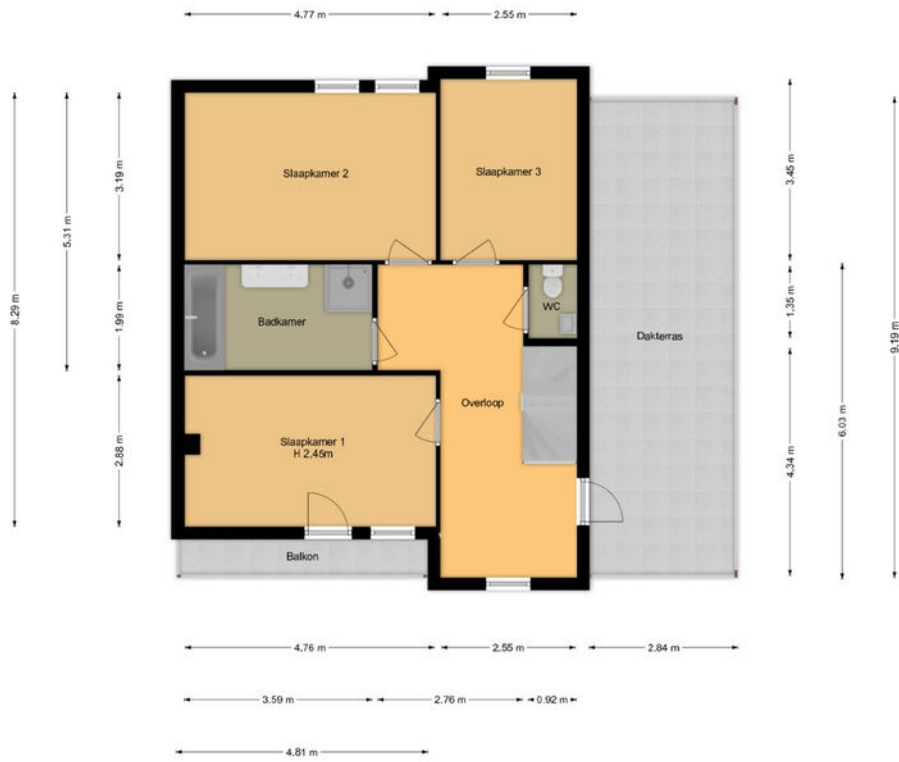 4.77 m
2.55 m
8.29 m
5.31 m
3.19 m
1.99 m
2.88 m
Slaapkamer 2
Slaapkamer 3
Badkamer
WC
Dakterras
Overloop
Slaapkamer 1
H 2,45m
Balkon
3.45 m
1.35 m
4.34 m
6.03 m
9.19 m
4.76 m
2.55 m
2.84 m
3.59 m
2.76 m
0.92 m
4.81 m